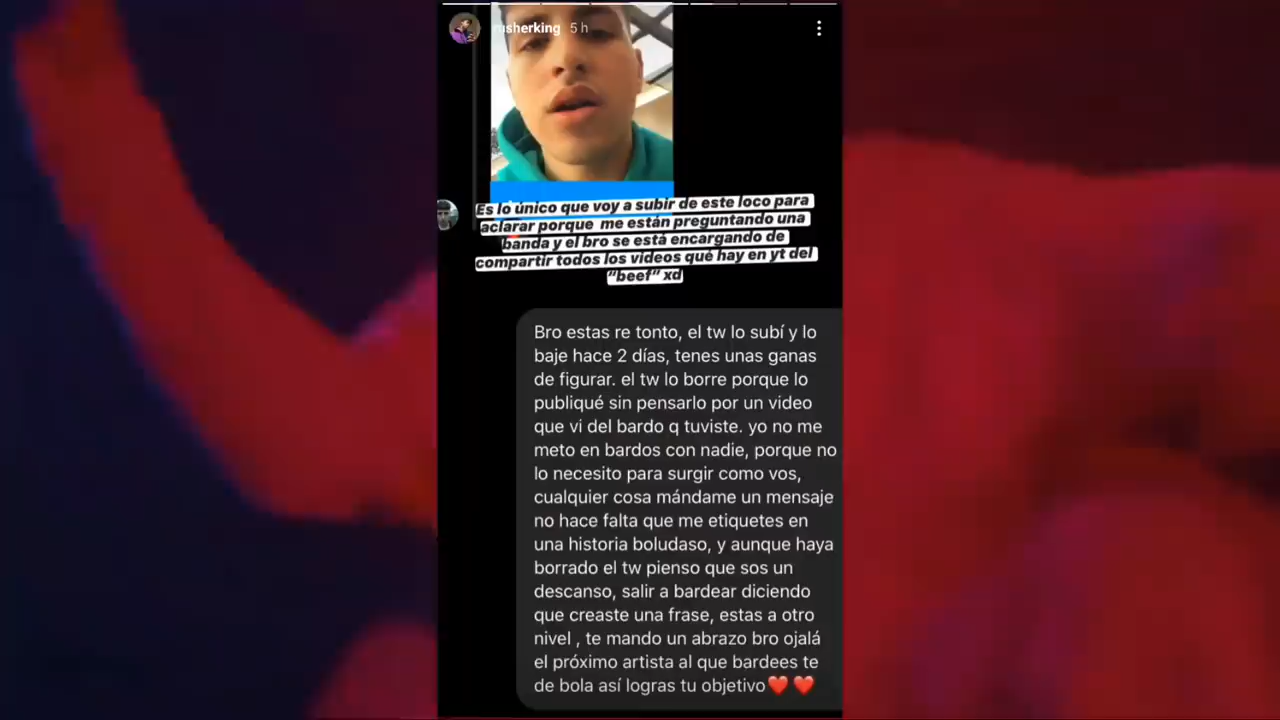 rusherking 5 h
Es lo único que voy a subir de este loco para
aclarar porque me están preguntando una
banda y el bro se está encargando de
compartir todos los videos qué hay en yt del
“beef” xd
Bro estas re tonto, el tw lo subí y lo
baje hace 2 días, tenes unas ganas
de figurar. el tw lo borre porque lo
publiqué sin pensarlo por un video
que vi del bardo q tuviste. yo no me
meto en bardos con nadie, porque no
lo necesito para surgir como vos,
cualquier cosa mándame un mensaje
no hace falta que me etiquetes en
una historia boludaso, y aunque haya
borrado el tw pienso que sos un
descanso, salir a bardear diciendo
que creaste una frase, estas a otro
nivel , te mando un abrazo bro ojalá
el próximo artista al que bardees te
de bola así logras tu objetivo❤️ ❤️